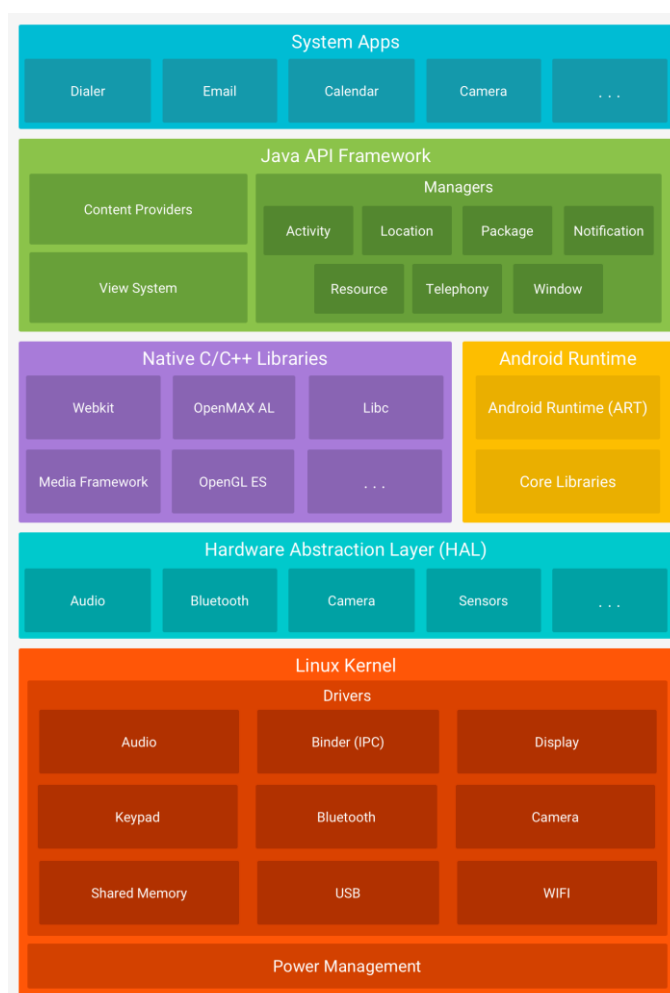 System Apps
Dialer Email Calendar Camera . . .
Java API Framework
Content Providers
View System
Managers
Activity Location Package Notification
Resource Telephony Window
Native C/C++ Libraries
Webkit OpenMAX AL Libc
Media Framework OpenGL ES . . .
Android Runtime
Android Runtime (ART)
Core Libraries
Hardware Abstraction Layer (HAL)
Audio Bluetooth Camera Sensors . . .
Linux Kernel
Drivers
Audio Binder (IPC) Display
Keypad Bluetooth Camera
Shared Memory USB WIFI
Power Management